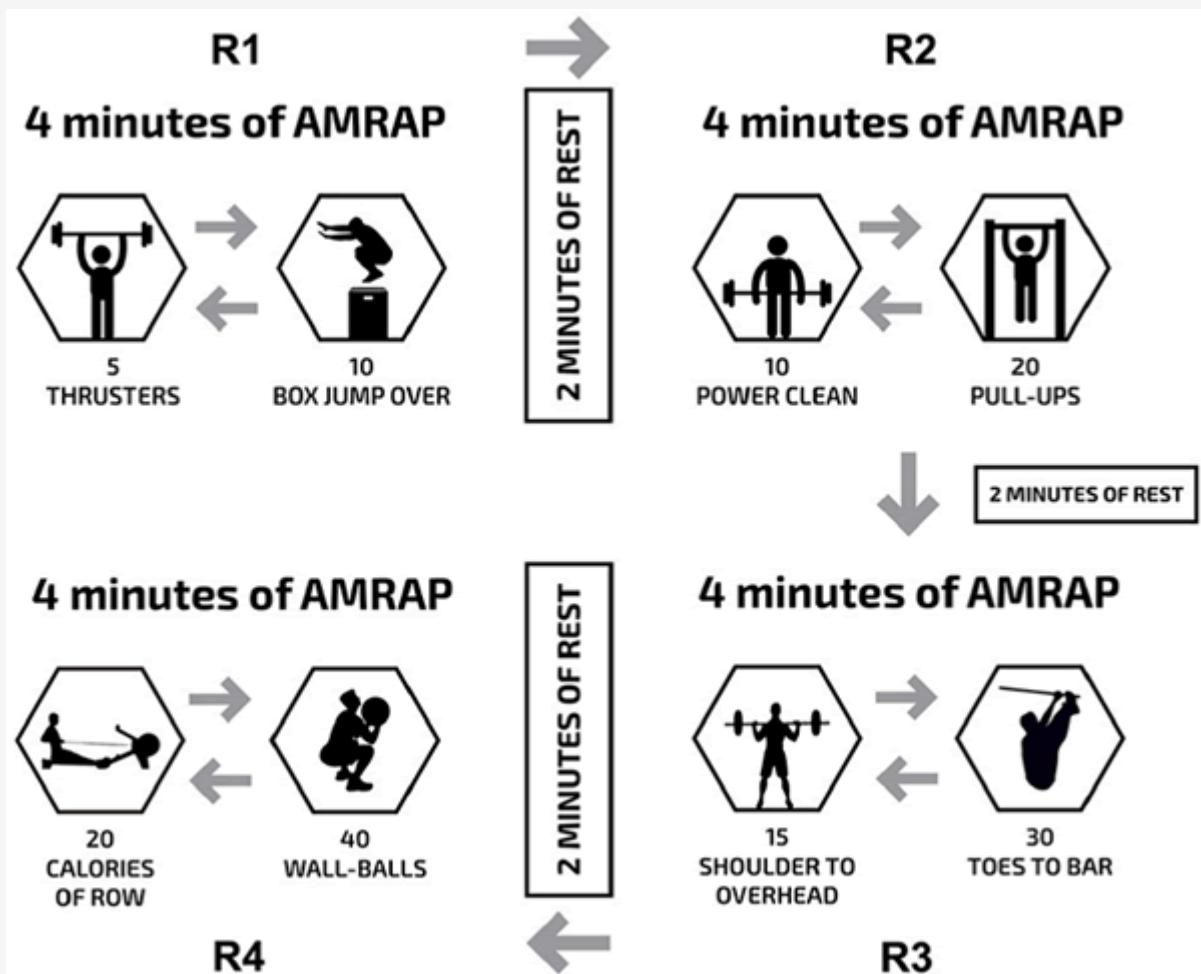 R1
4 minutes of AMRAP
5
THRUSTERS
10
BOX JUMP OVER
2 MINUTES OF REST
R2
4 minutes of AMRAP
10
POWER CLEAN
20
PULL-UPS
2 MINUTES OF REST
4 minutes of AMRAP
15
SHOULDER TO
OVERHEAD
30
TOES TO BAR
R3
2 MINUTES OF REST
4 minutes of AMRAP
20
CALORIES
OF ROW
40
WALL-BALLS
R4